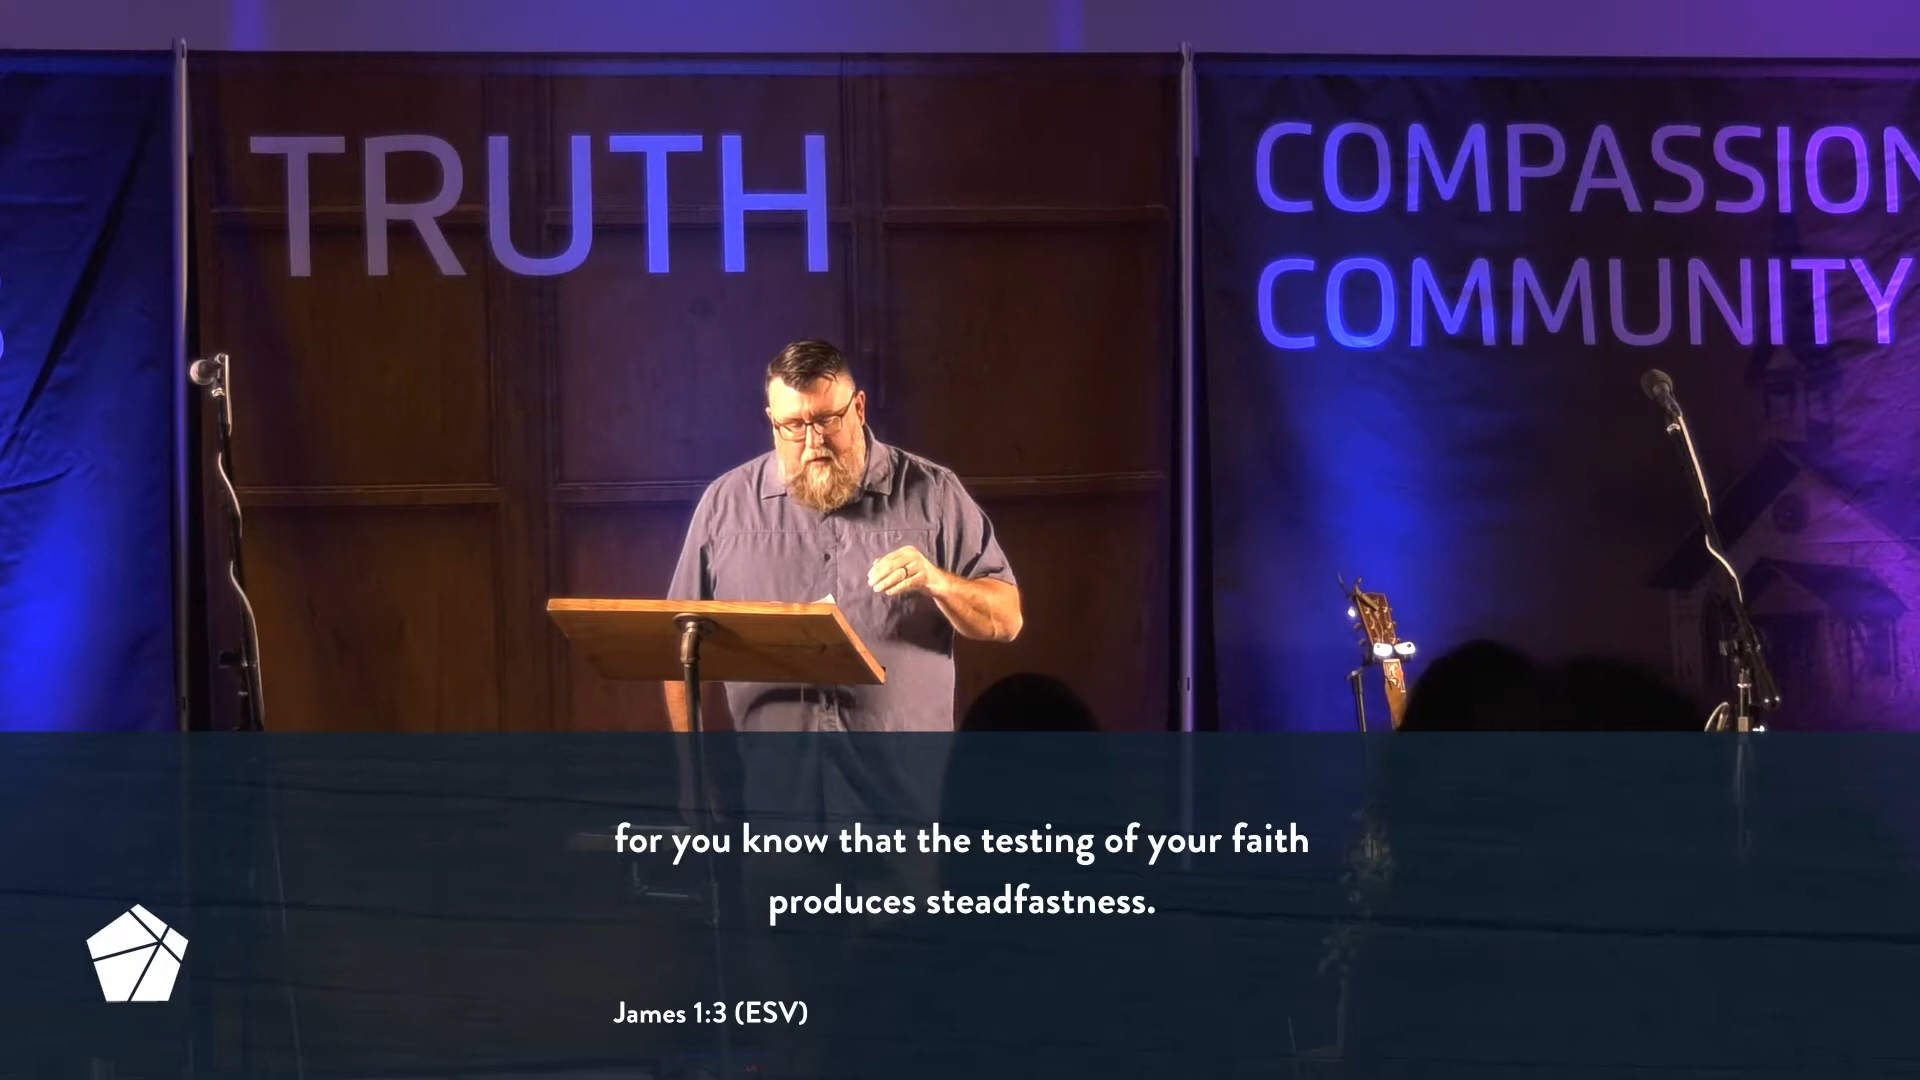 TRUTH
COMPASSION
COMMUNITY
for you know that the testing of your faith
produces steadfastness.
James 1:3 (ESV)